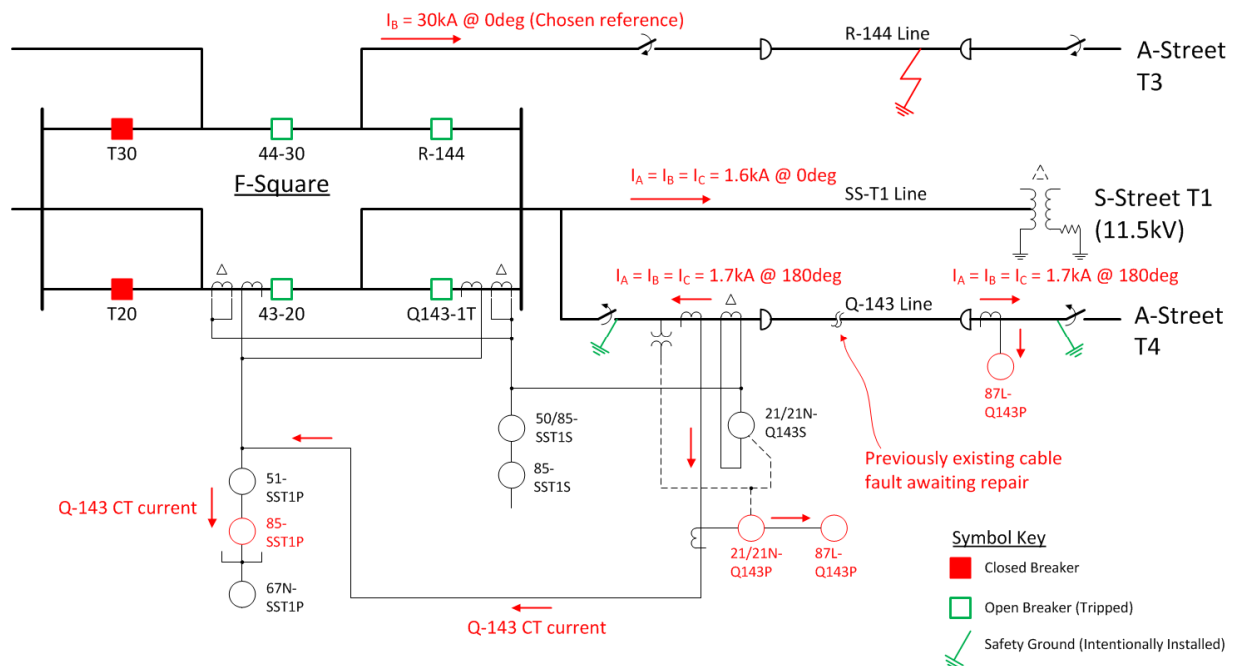 I_B = 30kA @ 0deg (Chosen reference)
R-144 Line
A-Street
T3
T30
44-30
R-144
F-Square
I_A = I_B = I_C = 1.6kA @ 0deg
SS-T1 Line
S-Street T1
(11.5kV)
I_A = I_B = I_C = 1.7kA @ 180deg
I_A = I_B = I_C = 1.7kA @ 180deg
T20
43-20
Q143-1T
Q-143 Line
A-Street
T4
87L-
Q143P
50/85-
SST1S
21/21N-
Q143S
85-
SST1S
Previously existing cable
fault awaiting repair
51-
SST1P
Q-143 CT current
85-
SST1P
67N-
SST1P
21/21N-
Q143P
87L-
Q143P
Q-143 CT current
Symbol Key
Closed Breaker
Open Breaker (Tripped)
Safety Ground (Intentionally Installed)